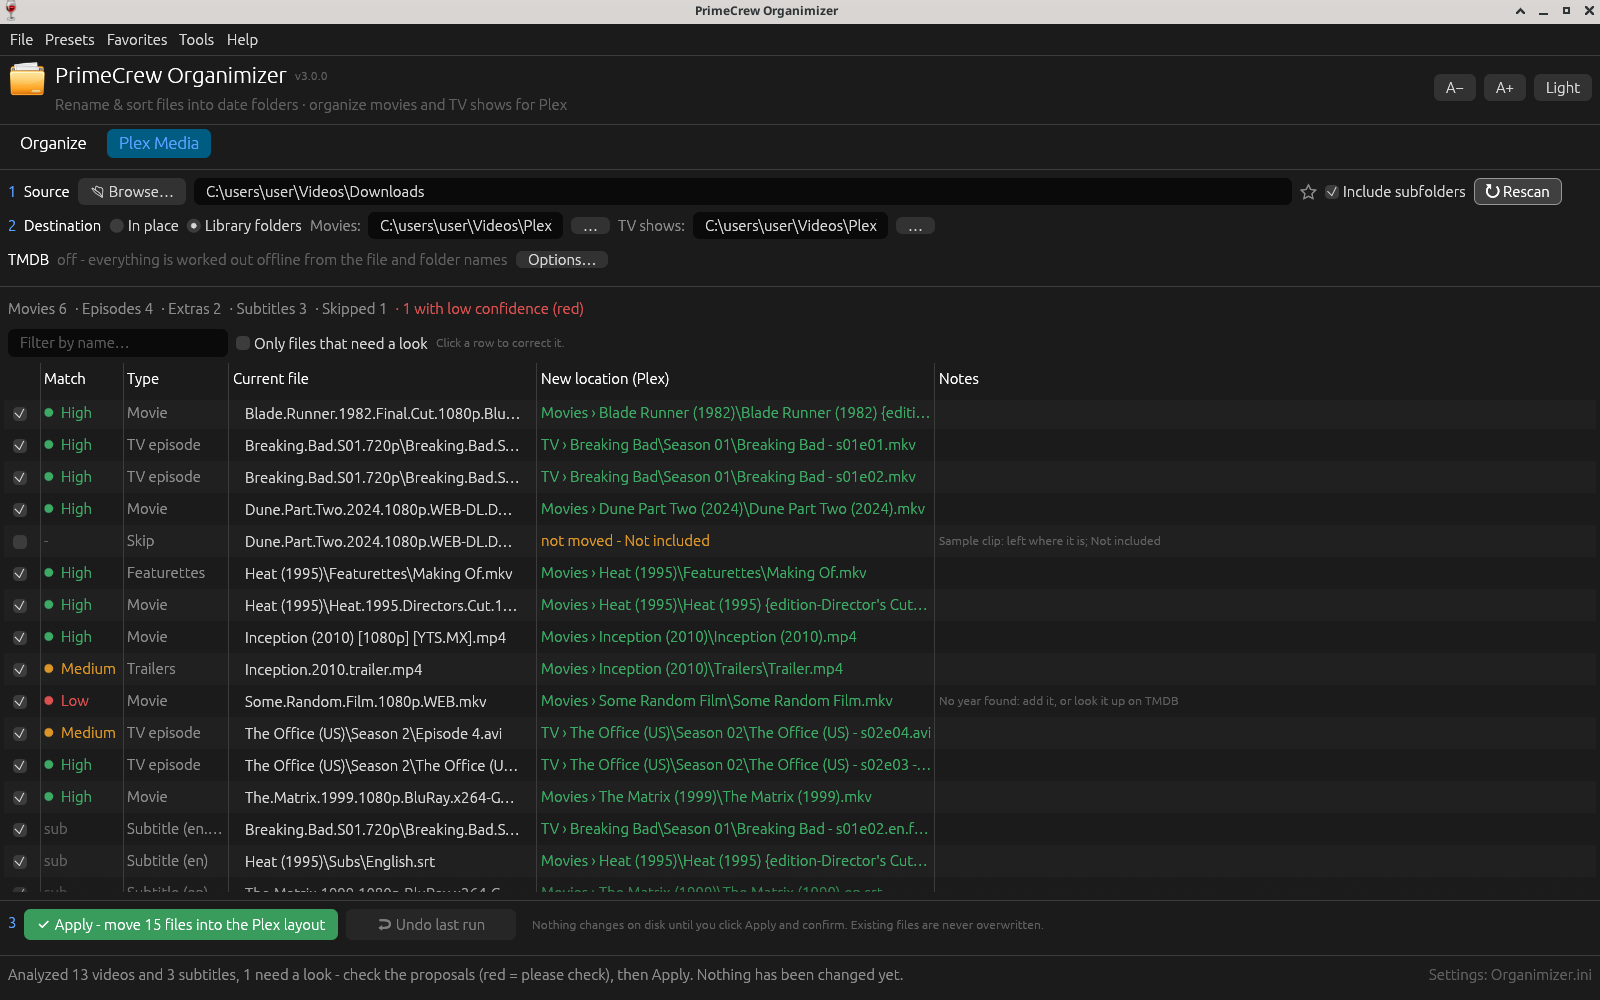 PrimeCrew Organimizer
File Presets Favorites Tools Help
PrimeCrew Organimizer v3.0.0
Rename & sort files into date folders · organize movies and TV shows for Plex
A− A+ Light
Organize Plex Media
1 Source Browse... C:\users\user\Videos\Downloads Include subfolders Rescan
2 Destination In place Library folders Movies: C:\users\user\Videos\Plex ... TV shows: C:\users\user\Videos\Plex ...
TMDB off - everything is worked out offline from the file and folder names Options...
Movies 6 · Episodes 4 · Extras 2 · Subtitles 3 · Skipped 1 · 1 with low confidence (red)
Filter by name... Only files that need a look Click a row to correct it.
Match Type Current file New location (Plex) Notes
High Movie Blade.Runner.1982.Final.Cut.1080p.Blu... Movies › Blade Runner (1982)\Blade Runner (1982) {editi...
High TV episode Breaking.Bad.S01.720p\Breaking.Bad.S... TV › Breaking Bad\Season 01\Breaking Bad - s01e01.mkv
High TV episode Breaking.Bad.S01.720p\Breaking.Bad.S... TV › Breaking Bad\Season 01\Breaking Bad - s01e02.mkv
High Movie Dune.Part.Two.2024.1080p.WEB-DL.D... Movies › Dune Part Two (2024)\Dune Part Two (2024).mkv
- Skip Dune.Part.Two.2024.1080p.WEB-DL.D... not moved - Not included Sample clip: left where it is; Not included
High Featurettes Heat (1995)\Featurettes\Making Of.mkv Movies › Heat (1995)\Featurettes\Making Of.mkv
High Movie Heat (1995)\Heat.1995.Directors.Cut.1... Movies › Heat (1995)\Heat (1995) {edition-Director's Cut...
High Movie Inception (2010) [1080p] [YTS.MX].mp4 Movies › Inception (2010)\Inception (2010).mp4
Medium Trailers Inception.2010.trailer.mp4 Movies › Inception (2010)\Trailers\Trailer.mp4
Low Movie Some.Random.Film.1080p.WEB.mkv Movies › Some Random Film\Some Random Film.mkv No year found: add it, or look it up on TMDB
Medium TV episode The Office (US)\Season 2\Episode 4.avi TV › The Office (US)\Season 02\The Office (US) - s02e04.avi
High TV episode The Office (US)\Season 2\The Office (U... TV › The Office (US)\Season 02\The Office (US) - s02e03 -...
High Movie The.Matrix.1999.1080p.BluRay.x264-G... Movies › The Matrix (1999)\The Matrix (1999).mkv
sub Subtitle (en.... Breaking.Bad.S01.720p\Breaking.Bad.S... TV › Breaking Bad\Season 01\Breaking Bad - s01e02.en.f...
sub Subtitle (en) Heat (1995)\Subs\English.srt Movies › Heat (1995)\Heat (1995) {edition-Director's Cut...
sub Subtitle (en) The.Matrix.1999.1080p.BluRay.x264-G... Movies › The Matrix (1999)\The Matrix (1999).en.srt
3 Apply - move 15 files into the Plex layout Undo last run Nothing changes on disk until you click Apply and confirm. Existing files are never overwritten.
Analyzed 13 videos and 3 subtitles, 1 need a look - check the proposals (red = please check), then Apply. Nothing has been changed yet. Settings: Organimizer.ini